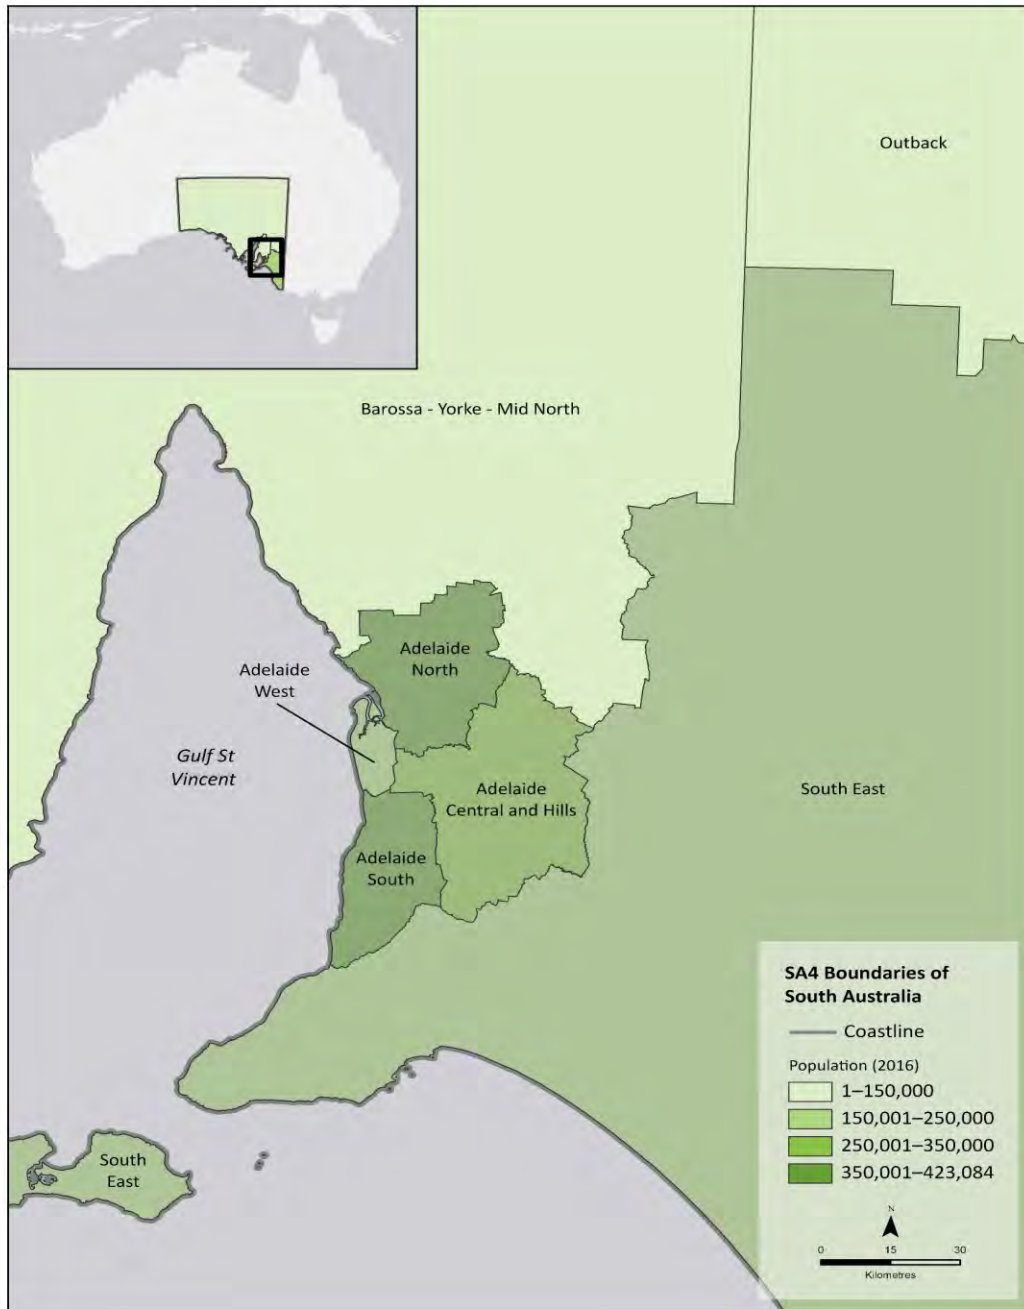 Outback
Barossa - Yorke - Mid North
Adelaide
North
Adelaide
West
Gulf St
Vincent
Adelaide
Central and Hills
South East
Adelaide
South
SA4 Boundaries of
South Australia
Coastline
Population (2016)
1–150,000
150,001–250,000
250,001–350,000
350,001–423,084
South
East
N
0 15 30
Kilometres